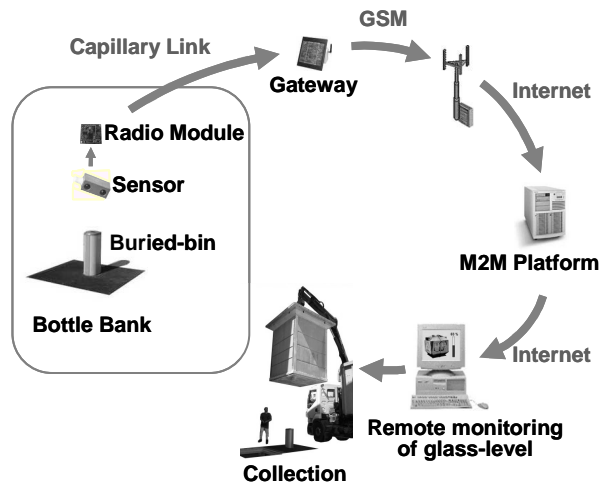 GSM
Capillary Link
Gateway
Internet
Radio Module
Sensor
Buried-bin
M2M Platform
Bottle Bank
Internet
Remote monitoring
of glass-level
Collection